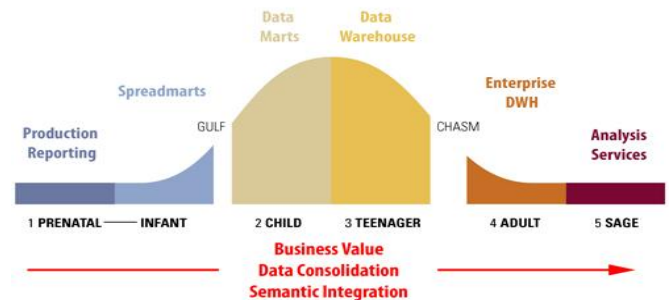 Data
Marts
Data
Warehouse
Spreadmarts
Enterprise
DWH
GULF
CHASM
Production
Reporting
Analysis
Services
1 PRENATAL
INFANT
2 CHILD
3 TEENAGER
4 ADULT
5 SAGE
Business Value
Data Consolidation
Semantic Integration